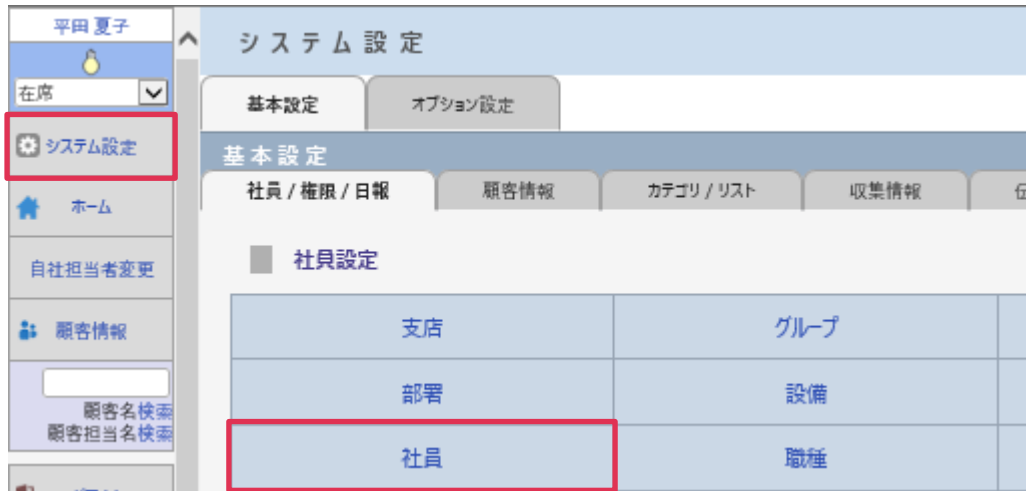 平田 夏子
在席
システム設定
ホーム
自社担当者変更
顧客情報
顧客名検索
顧客担当名検索
システム設定
基本設定 オプション設定
基本設定
社員 / 権限 / 日報 顧客情報 カテゴリ / リスト 収集情報
社員設定
支店 グループ
部署 設備
社員 職種